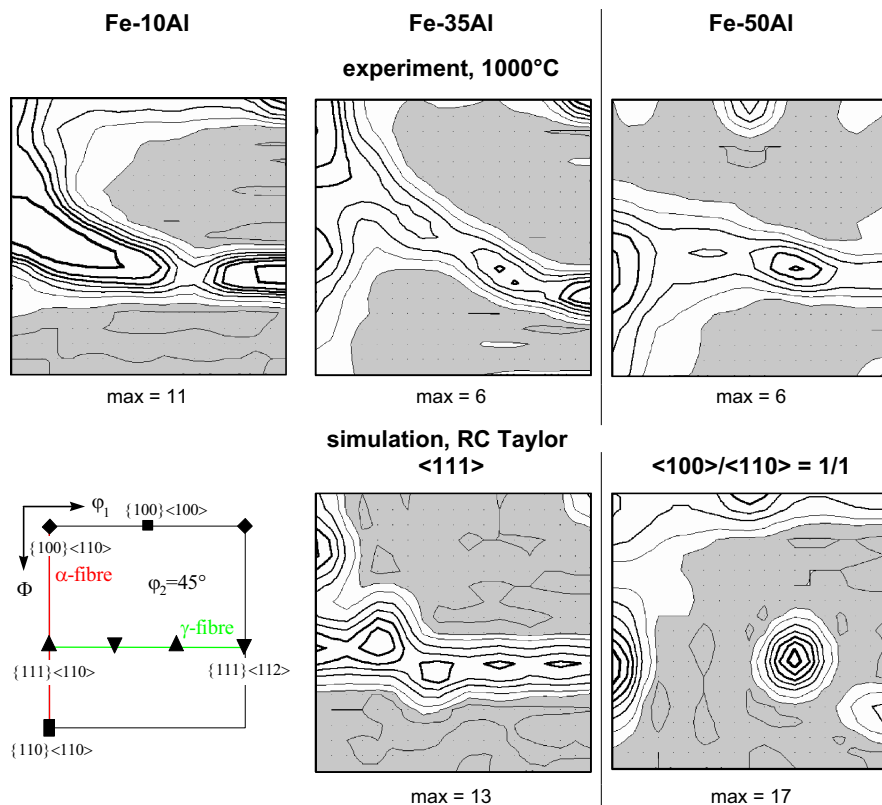 Fe-10Al
Fe-35Al
Fe-50Al
experiment, 1000°C
max = 11
max = 6
max = 6
simulation, RC Taylor
<111>
<100>/<110> = 1/1
φ₁
{100}<100>
{100}<110>
Φ
α-fibre
φ₂=45°
γ-fibre
{111}<110>
{111}<112>
{110}<110>
max = 13
max = 17